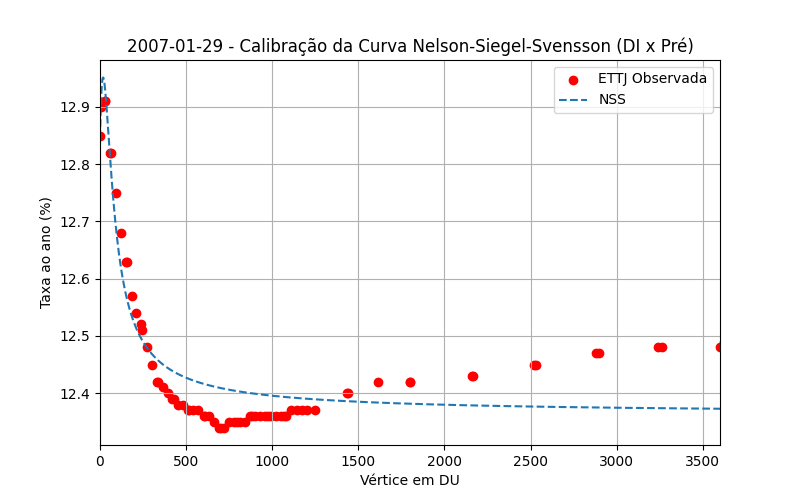 2007-01-29 - Calibração da Curva Nelson-Siegel-Svensson (DI x Pré)
ETTJ Observada
NSS
Taxa ao ano (%)
12.9
12.8
12.7
12.6
12.5
12.4
0 500 1000 1500 2000 2500 3000 3500
Vértice em DU